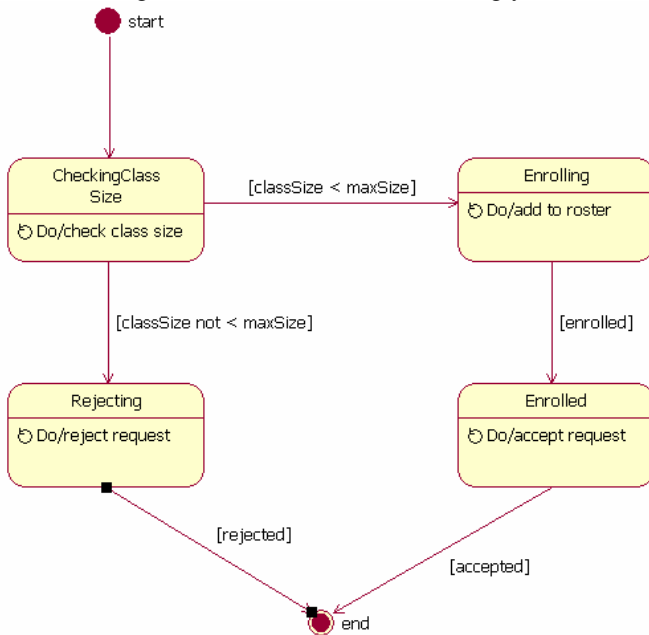 start
CheckingClass
Size
Do/check class size
[classSize < maxSize]
Enrolling
Do/add to roster
[classSize not < maxSize]
[enrolled]
Rejecting
Do/reject request
Enrolled
Do/accept request
[rejected]
[accepted]
end